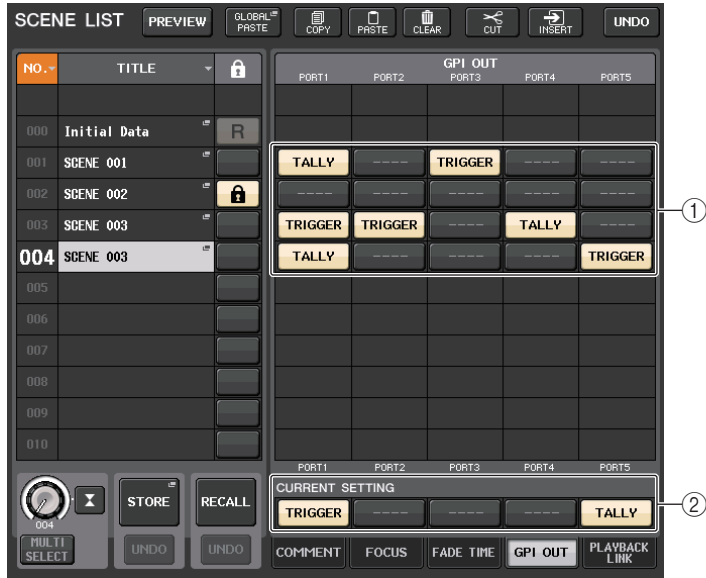 SCENE LIST PREVIEW GLOBAL PASTE COPY PASTE CLEAR CUT INSERT UNDO
NO. TITLE
GPI OUT
PORT1 PORT2 PORT3 PORT4 PORT5
000 Initial Data R
001 SCENE 001 TALLY ---- TRIGGER ---- ----
002 SCENE 002 ---- ---- ---- ---- ----
003 SCENE 003 TRIGGER TRIGGER ---- TALLY ----
004 SCENE 003 TALLY ---- ---- ---- TRIGGER
005
006
007
008
009
010
1
PORT1 PORT2 PORT3 PORT4 PORT5
CURRENT SETTING
TRIGGER ---- ---- ---- TALLY
2
004
STORE
RECALL
MULTI SELECT
UNDO
UNDO
COMMENT FOCUS FADE TIME GPI OUT PLAYBACK LINK